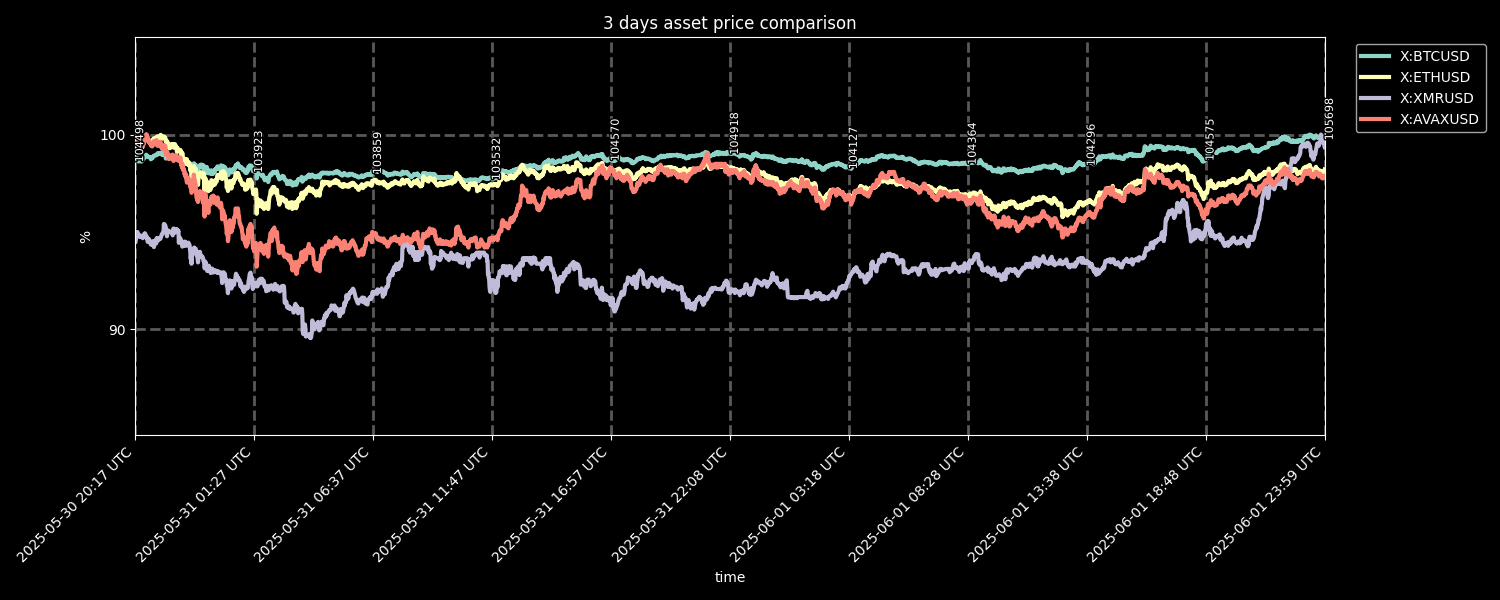 3 days asset price comparison
X:BTCUSD
X:ETHUSD
X:XMRUSD
X:AVAXUSD
100
90
%
104498
103923
103859
103532
104570
104918
104127
104364
104296
104575
105698
2025-05-30 20:17 UTC
2025-05-31 01:27 UTC
2025-05-31 06:37 UTC
2025-05-31 11:47 UTC
2025-05-31 16:57 UTC
2025-05-31 22:08 UTC
2025-06-01 03:18 UTC
2025-06-01 08:28 UTC
2025-06-01 13:38 UTC
2025-06-01 18:48 UTC
2025-06-01 23:59 UTC
time